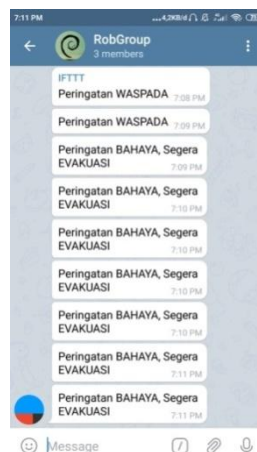 7:11 PM
RobGroup
3 members
IFTTT
Peringatan WASPADA 7:08 PM
Peringatan WASPADA 7:09 PM
Peringatan BAHAYA, Segera
EVAKUASI
7:09 PM
Peringatan BAHAYA, Segera
EVAKUASI
7:10 PM
Peringatan BAHAYA, Segera
EVAKUASI
7:10 PM
Peringatan BAHAYA, Segera
EVAKUASI
7:10 PM
Peringatan BAHAYA, Segera
EVAKUASI
7:10 PM
Peringatan BAHAYA, Segera
EVAKUASI
7:11 PM
Peringatan BAHAYA, Segera
EVAKUASI
7:11 PM
Message